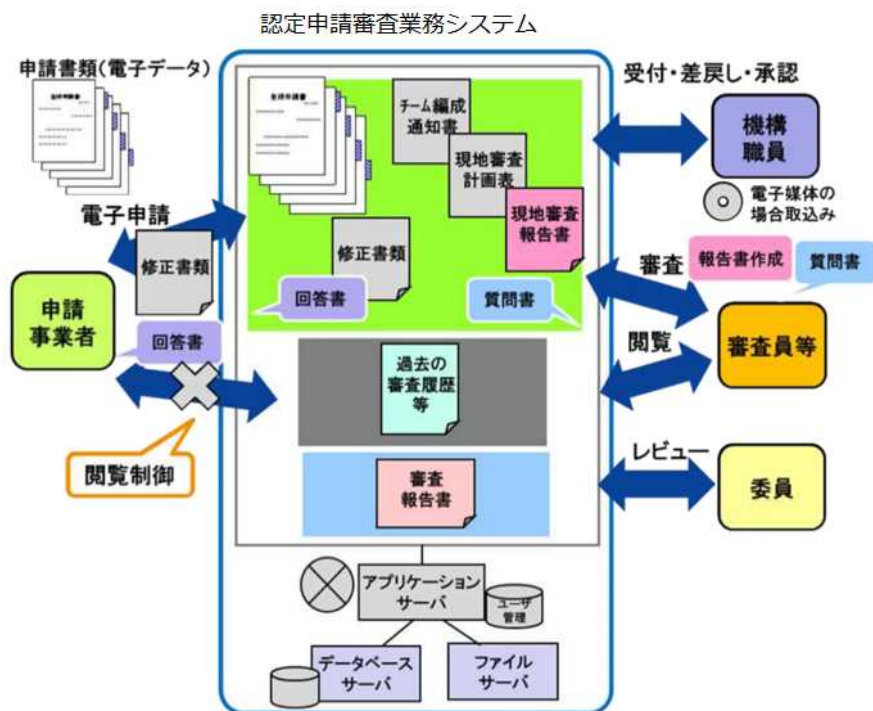 認定申請審査業務システム
申請書類(電子データ)
電子申請
修正書類
申請
事業者
回答書
閲覧制御
チーム編成
通知書
現地審査
計画表
現地審査
報告書
修正書類
回答書
質問書
過去の
審査履歴
等
審査
報告書
アプリケーション
サーバ
ユーザ
管理
データベース
サーバ
ファイル
サーバ
受付・差戻し・承認
機構
職員
電子媒体の
場合取込み
審査
報告書作成
質問書
閲覧
審査員等
レビュー
委員